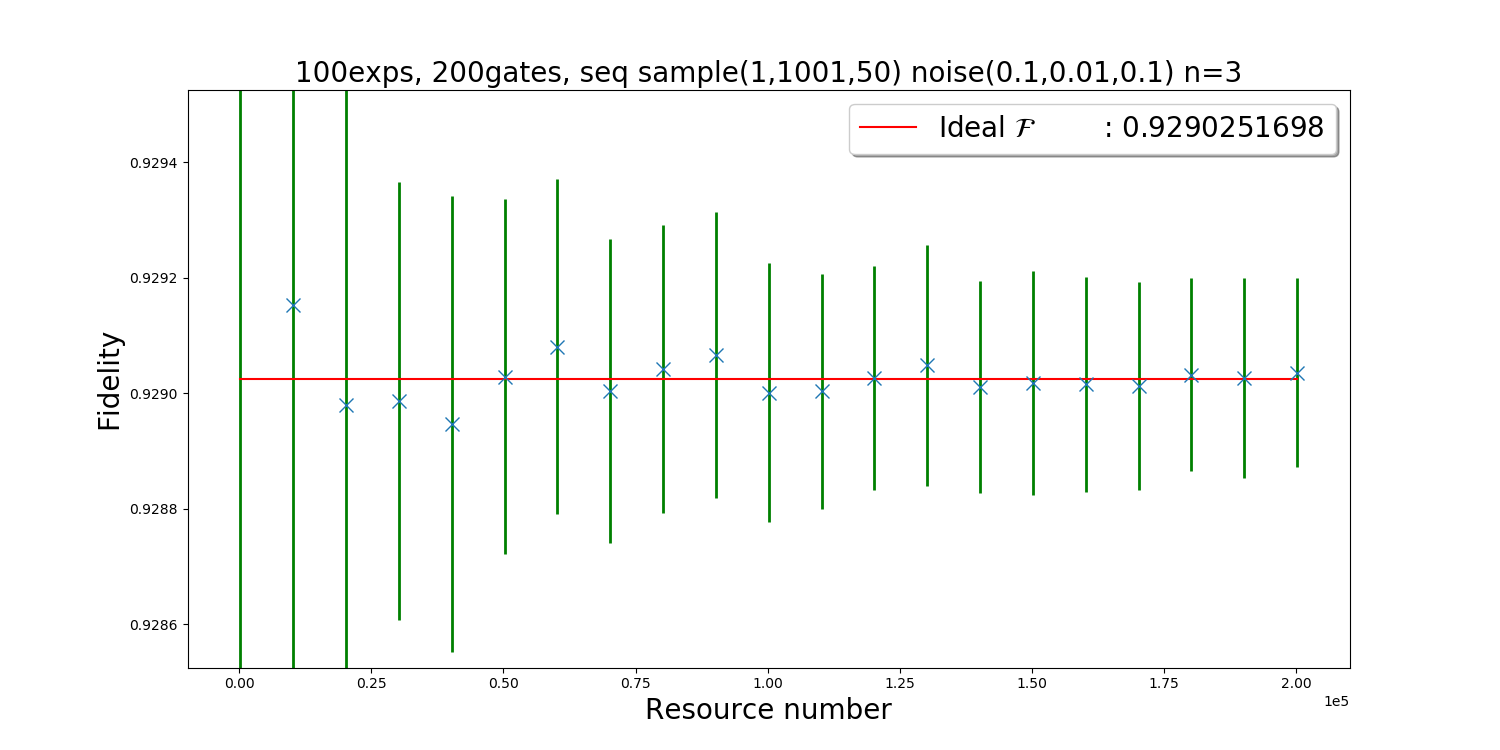 100exps, 200gates, seq sample(1,1001,50) noise(0.1,0.01,0.1) n=3
Ideal ℱ : 0.9290251698
Fidelity
0.9294
0.9292
0.9290
0.9288
0.9286
0.00 0.25 0.50 0.75 1.00 1.25 1.50 1.75 2.00
1e5
Resource number